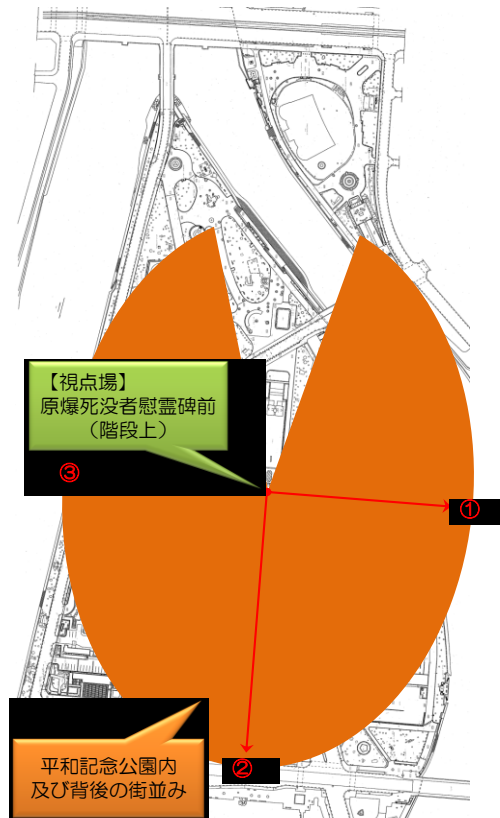 【視点場】
原爆死没者慰霊碑前
（階段上）
③
①
②
平和記念公園内
及び背後の街並み